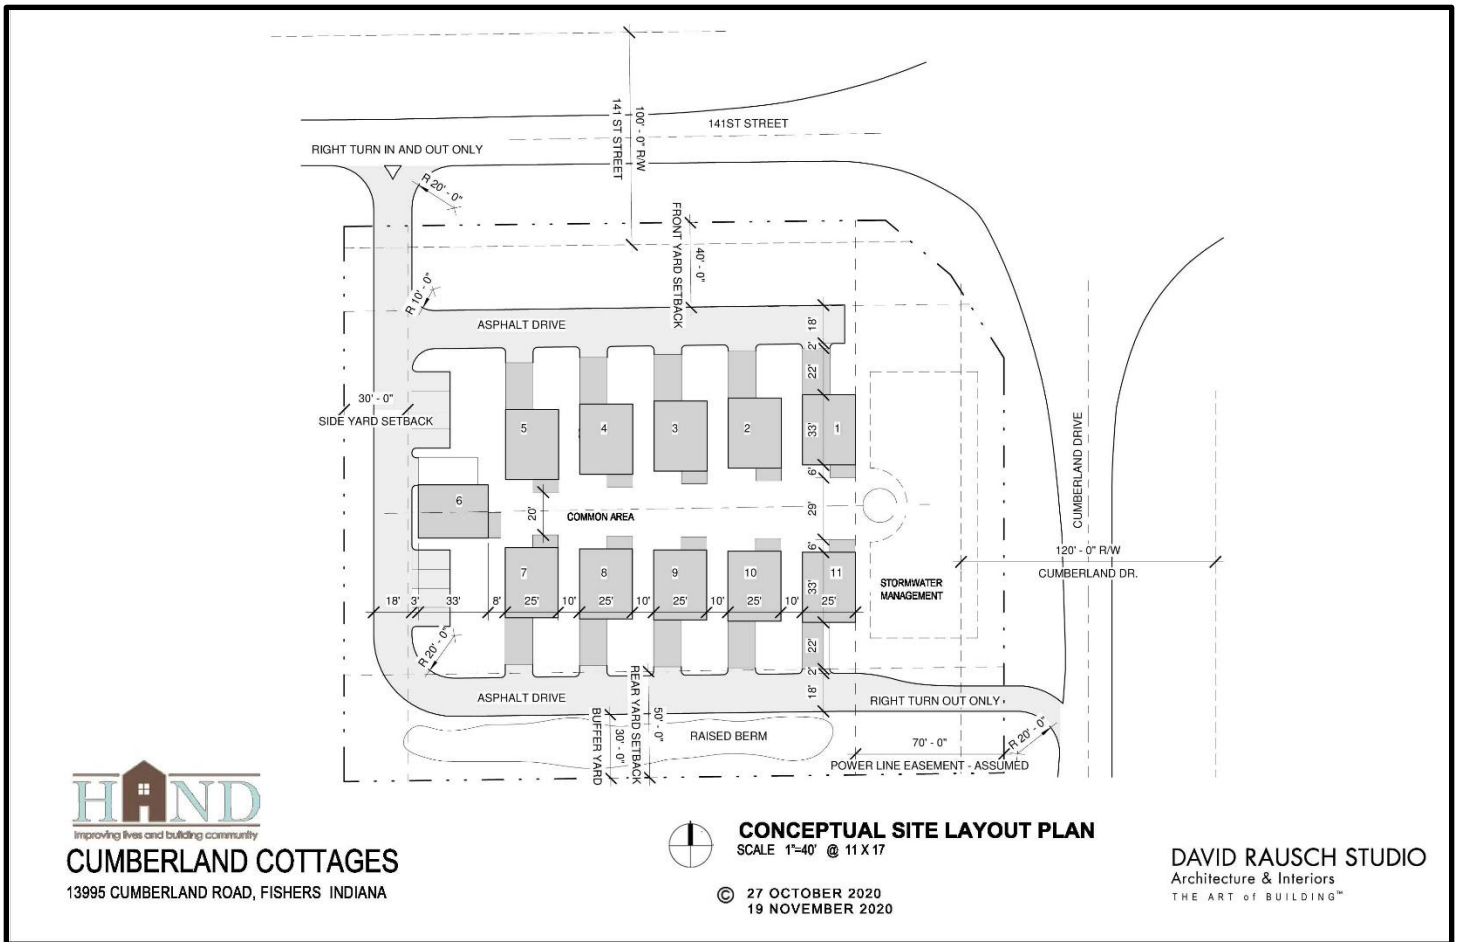 141ST STREET
100' - 0" R/W
141 ST STREET
RIGHT TURN IN AND OUT ONLY
R 20' - 0"
FRONT YARD SETBACK
40' - 0"
R 10' - 0"
ASPHALT DRIVE
18'
2'
22'
30' - 0"
SIDE YARD SETBACK
5
4
3
2
33'
1
6'
6
20'
COMMON AREA
29'
6'
CUMBERLAND DRIVE
120' - 0" R/W
CUMBERLAND DR.
7
8
9
10
11
33'
STORMWATER
MANAGEMENT
18' 3' 33' 8' 25' 10' 25' 10' 25' 10' 25' 10' 25'
22'
R 20' - 0"
2'
18'
ASPHALT DRIVE
REAR YARD SETBACK
50' - 0"
BUFFER YARD
30' - 0"
RIGHT TURN OUT ONLY
RAISED BERM
70' - 0"
R 20' - 0"
POWER LINE EASEMENT - ASSUMED
HAND
Improving lives and building community
CUMBERLAND COTTAGES
13995 CUMBERLAND ROAD, FISHERS INDIANA
CONCEPTUAL SITE LAYOUT PLAN
SCALE 1"=40' @ 11 X 17
© 27 OCTOBER 2020
19 NOVEMBER 2020
DAVID RAUSCH STUDIO
Architecture & Interiors
THE ART of BUILDING™